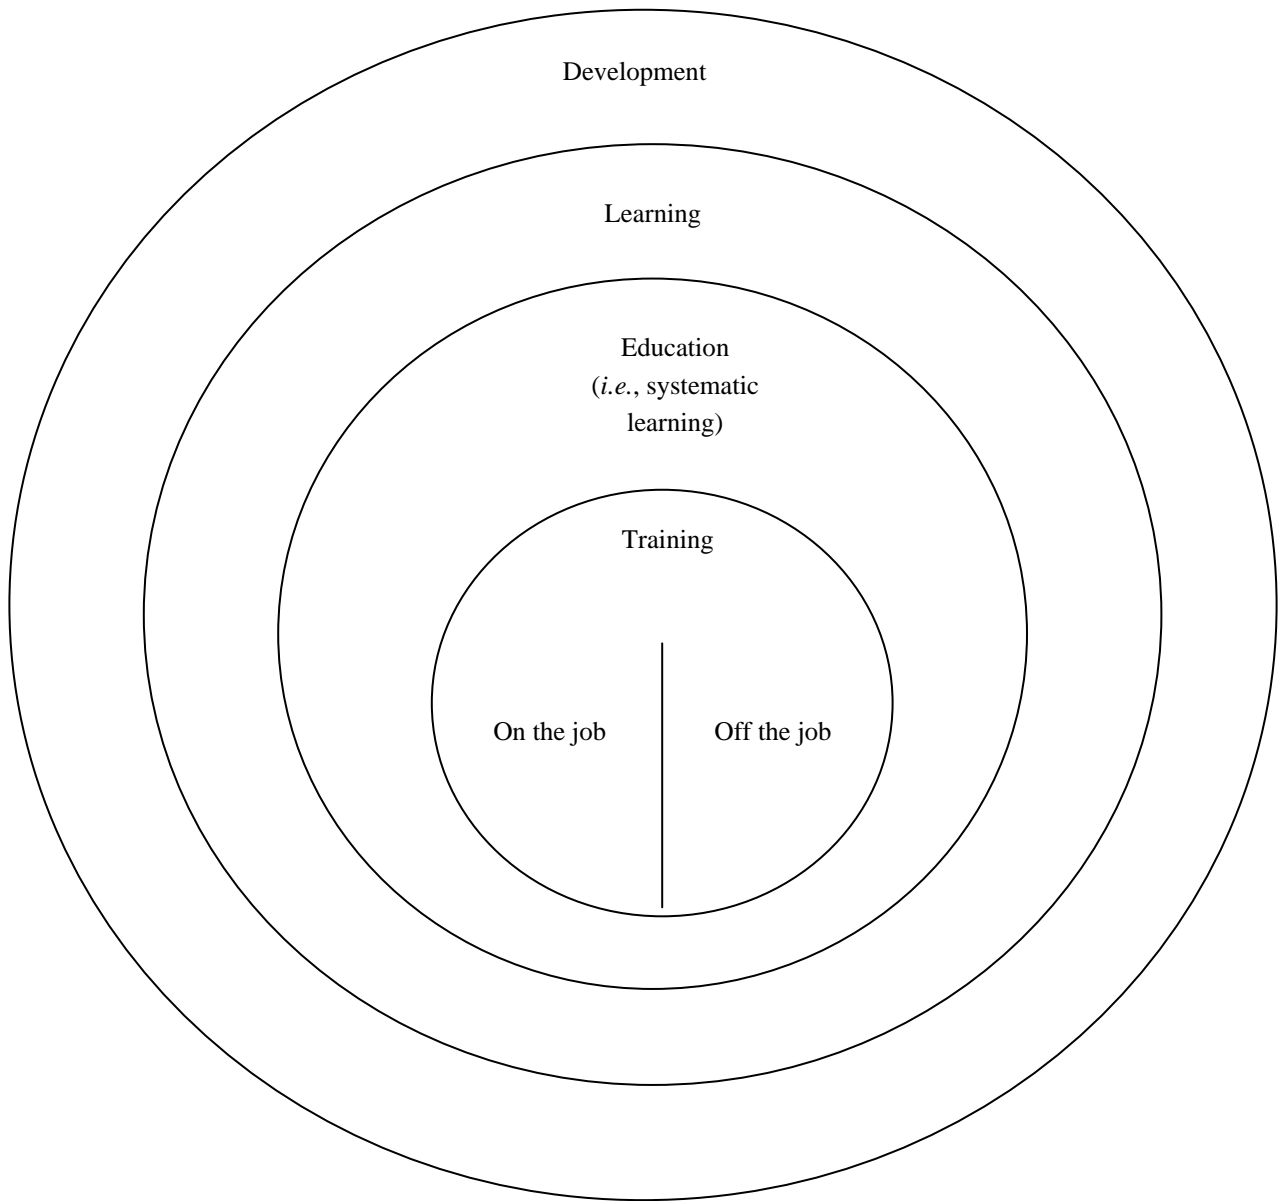 Development
Learning
Education
(i.e., systematic
learning)
Training
On the job
Off the job